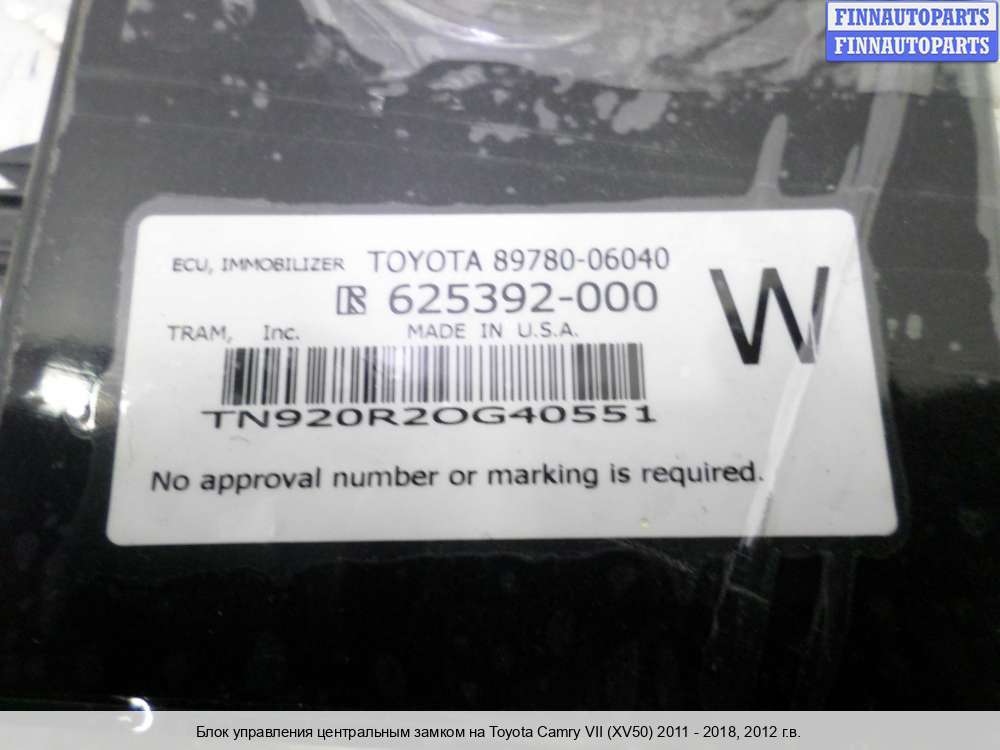 FINNAUTOPARTS
FINNAUTOPARTS
ECU, IMMOBILIZER TOYOTA 89780-06040
625392-000
W
TRAM, Inc. MADE IN U.S.A.
TN920R2OG40551
No approval number or marking is required.
Блок управления центральным замком на Toyota Camry VII (XV50) 2011 - 2018, 2012 г.в.